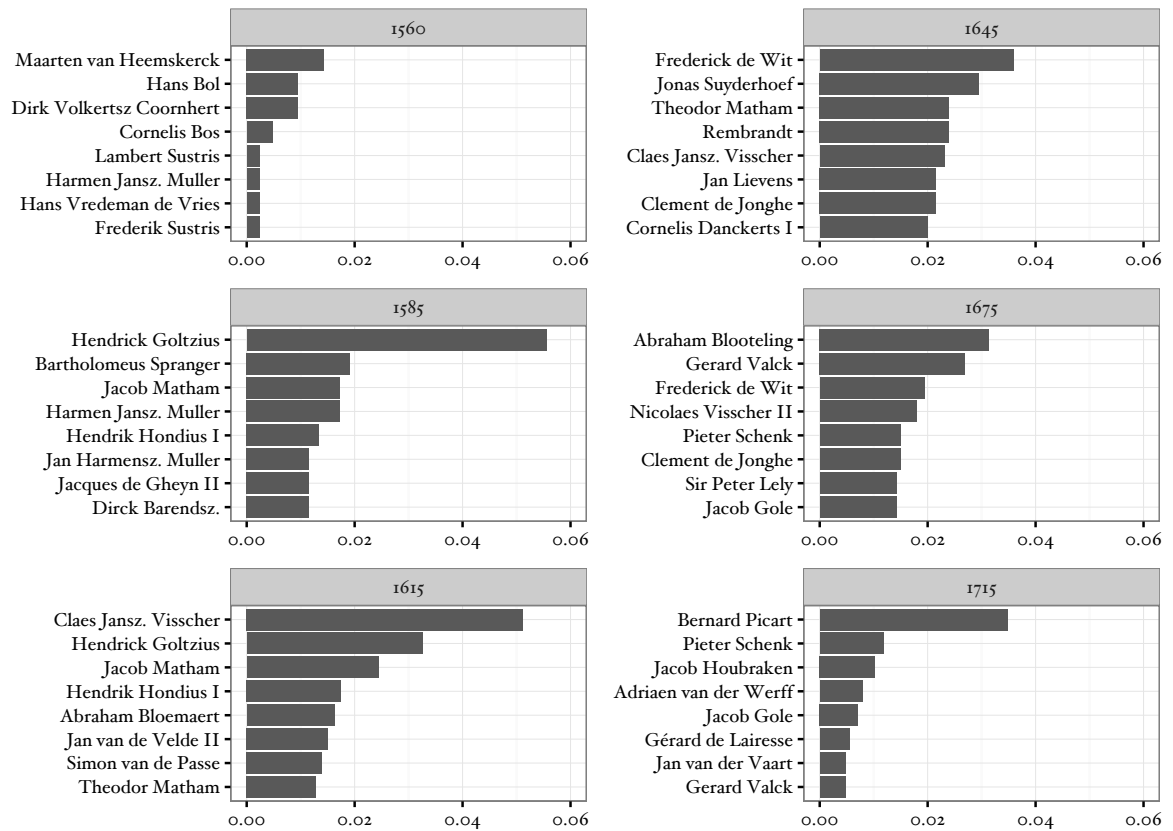 1560
Maarten van Heemskerck
Hans Bol
Dirk Volkertsz Coornhert
Cornelis Bos
Lambert Sustris
Harmen Jansz. Muller
Hans Vredeman de Vries
Frederik Sustris
0.00 0.02 0.04 0.06
1645
Frederick de Wit
Jonas Suyderhoef
Theodor Matham
Rembrandt
Claes Jansz. Visscher
Jan Lievens
Clement de Jonghe
Cornelis Danckerts I
0.00 0.02 0.04 0.06
1585
Hendrick Goltzius
Bartholomeus Spranger
Jacob Matham
Harmen Jansz. Muller
Hendrik Hondius I
Jan Harmensz. Muller
Jacques de Gheyn II
Dirck Barendsz.
0.00 0.02 0.04 0.06
1675
Abraham Blooteling
Gerard Valck
Frederick de Wit
Nicolaes Visscher II
Pieter Schenk
Clement de Jonghe
Sir Peter Lely
Jacob Gole
0.00 0.02 0.04 0.06
1615
Claes Jansz. Visscher
Hendrick Goltzius
Jacob Matham
Hendrik Hondius I
Abraham Bloemaert
Jan van de Velde II
Simon van de Passe
Theodor Matham
0.00 0.02 0.04 0.06
1715
Bernard Picart
Pieter Schenk
Jacob Houbraken
Adriaen van der Werff
Jacob Gole
Gérard de Lairesse
Jan van der Vaart
Gerard Valck
0.00 0.02 0.04 0.06